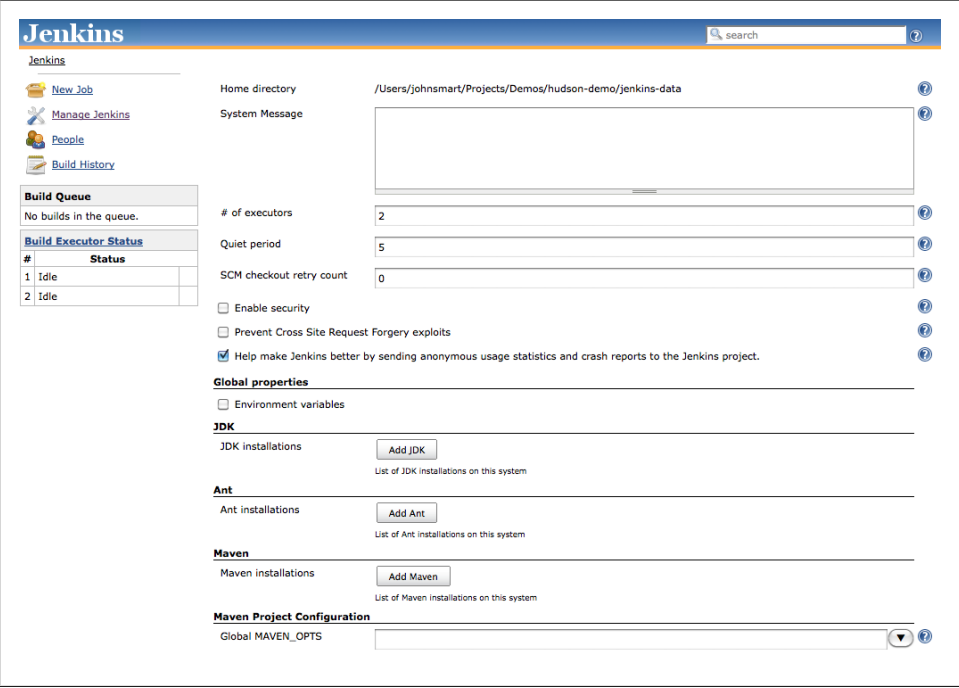 Jenkins
search
Jenkins
New Job
Manage Jenkins
People
Build History
Build Queue
No builds in the queue.
Build Executor Status
# Status
1 Idle
2 Idle
Home directory /Users/johnsmart/Projects/Demos/hudson-demo/jenkins-data
System Message
# of executors 2
Quiet period 5
SCM checkout retry count 0
Enable security
Prevent Cross Site Request Forgery exploits
Help make Jenkins better by sending anonymous usage statistics and crash reports to the Jenkins project.
Global properties
Environment variables
JDK
JDK installations Add JDK
List of JDK installations on this system
Ant
Ant installations Add Ant
List of Ant installations on this system
Maven
Maven installations Add Maven
List of Maven installations on this system
Maven Project Configuration
Global MAVEN_OPTS